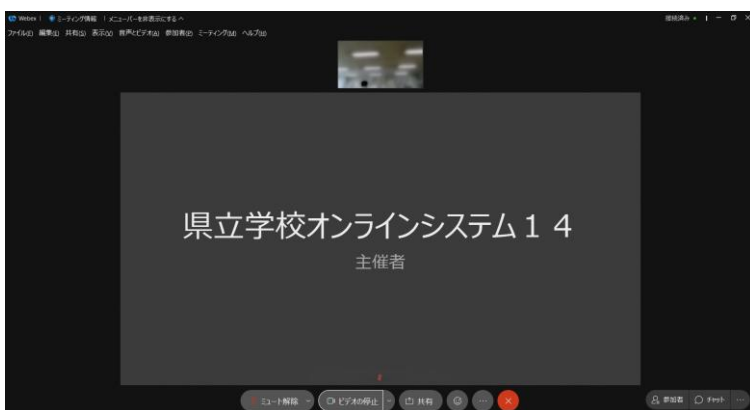 Webex | ミーティング情報 | メニューバーを非表示にする ^
接続済み
ファイル(F) 編集(E) 共有(S) 表示(V) 音声とビデオ(A) 参加者(P) ミーティング(M) ヘルプ(H)
県立学校オンラインシステム14
主催者
ミュート解除
ビデオの停止
共有
参加者
チャット